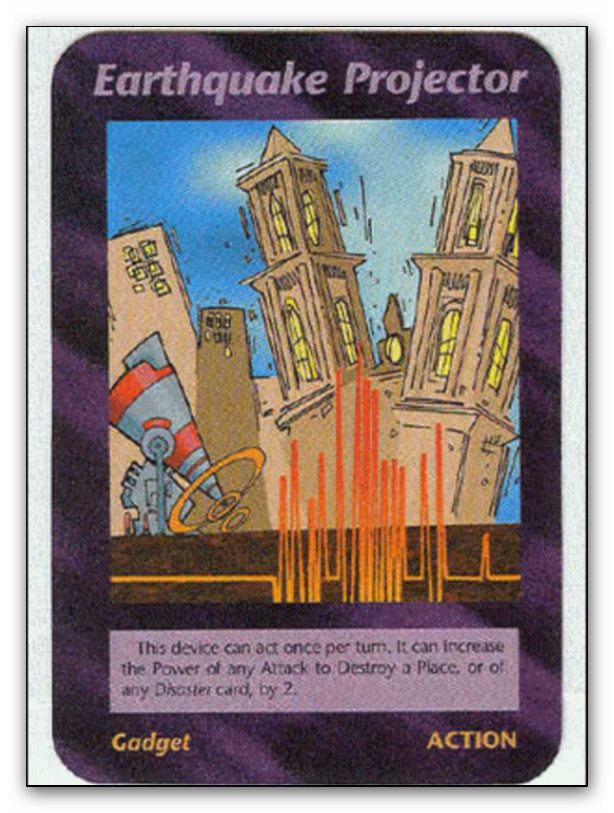 Earthquake Projector
This device can act once per turn. It can increase
the Power of any Attack to Destroy a Place, or of
any Disaster card, by 2.
Gadget
ACTION